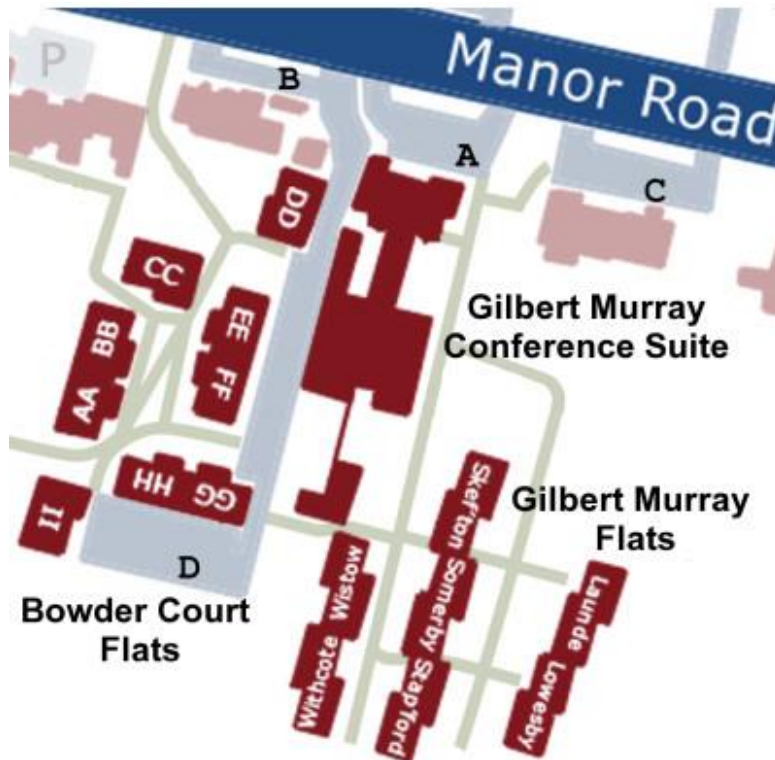 P
Manor Road
B
A
C
DD
CC
Gilbert Murray
Conference Suite
BB
EE
AA
FF
Skeffton
Gilbert Murray
Flats
HH
GG
II
D
Bowder Court
Flats
Wistow
Somerby
Launde
Withcote
Stapford
Lowesby